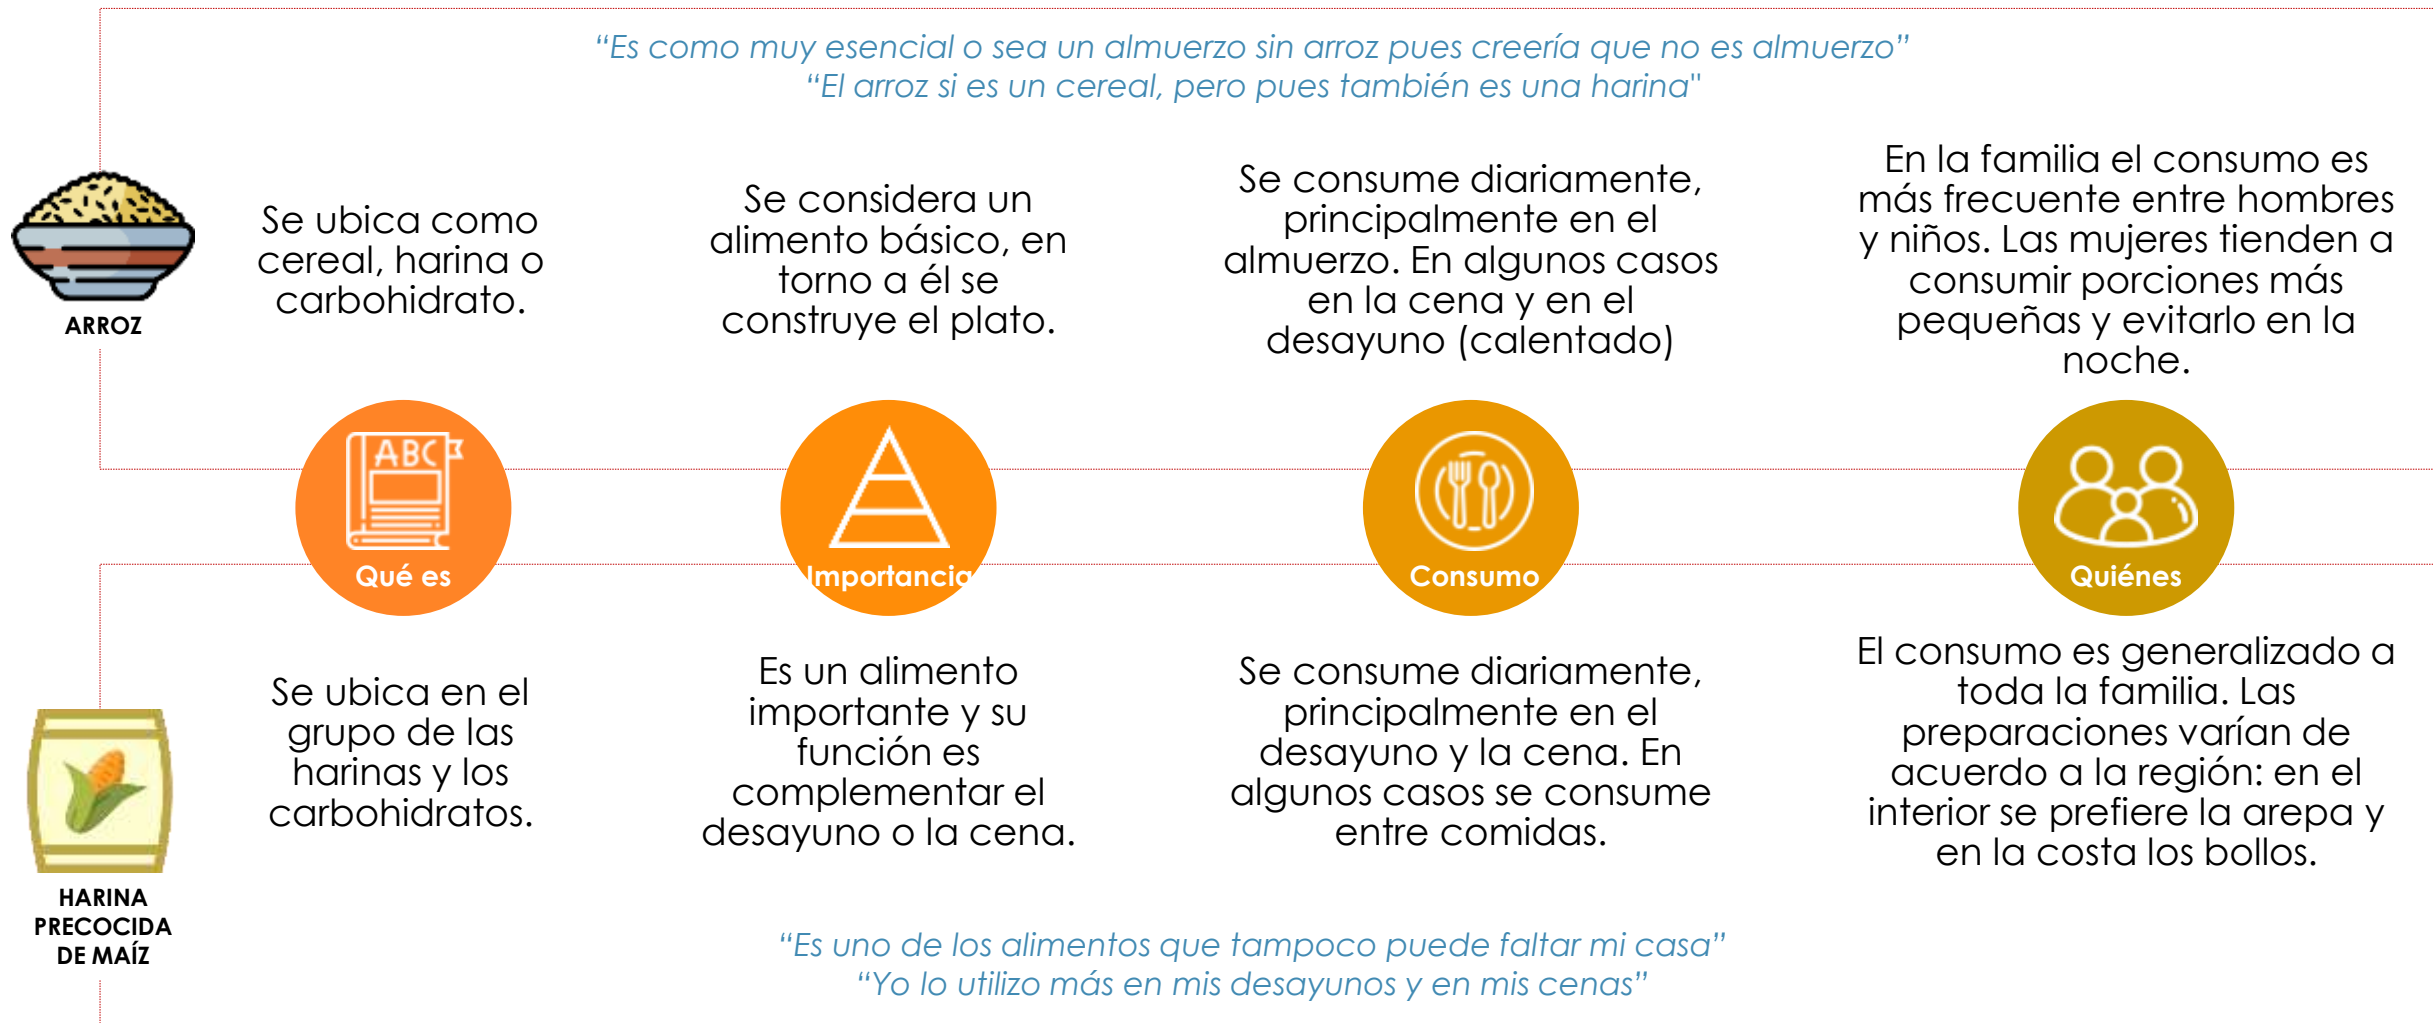 “Es como muy esencial o sea un almuerzo sin arroz pues creería que no es almuerzo”
“El arroz si es un cereal, pero pues también es una harina"
ARROZ
Se ubica como
cereal, harina o
carbohidrato.
Se considera un
alimento básico, en
torno a él se
construye el plato.
Se consume diariamente,
principalmente en el
almuerzo. En algunos casos
en la cena y en el
desayuno (calentado)
En la familia el consumo es
más frecuente entre hombres
y niños. Las mujeres tienden a
consumir porciones más
pequeñas y evitarlo en la
noche.
ABC
Qué es
Importancia
Consumo
Quiénes
HARINA
PRECOCIDA
DE MAÍZ
Se ubica en el
grupo de las
harinas y los
carbohidratos.
Es un alimento
importante y su
función es
complementar el
desayuno o la cena.
Se consume diariamente,
principalmente en el
desayuno y la cena. En
algunos casos se consume
entre comidas.
El consumo es generalizado a
toda la familia. Las
preparaciones varían de
acuerdo a la región: en el
interior se prefiere la arepa y
en la costa los bollos.
“Es uno de los alimentos que tampoco puede faltar mi casa”
“Yo lo utilizo más en mis desayunos y en mis cenas”